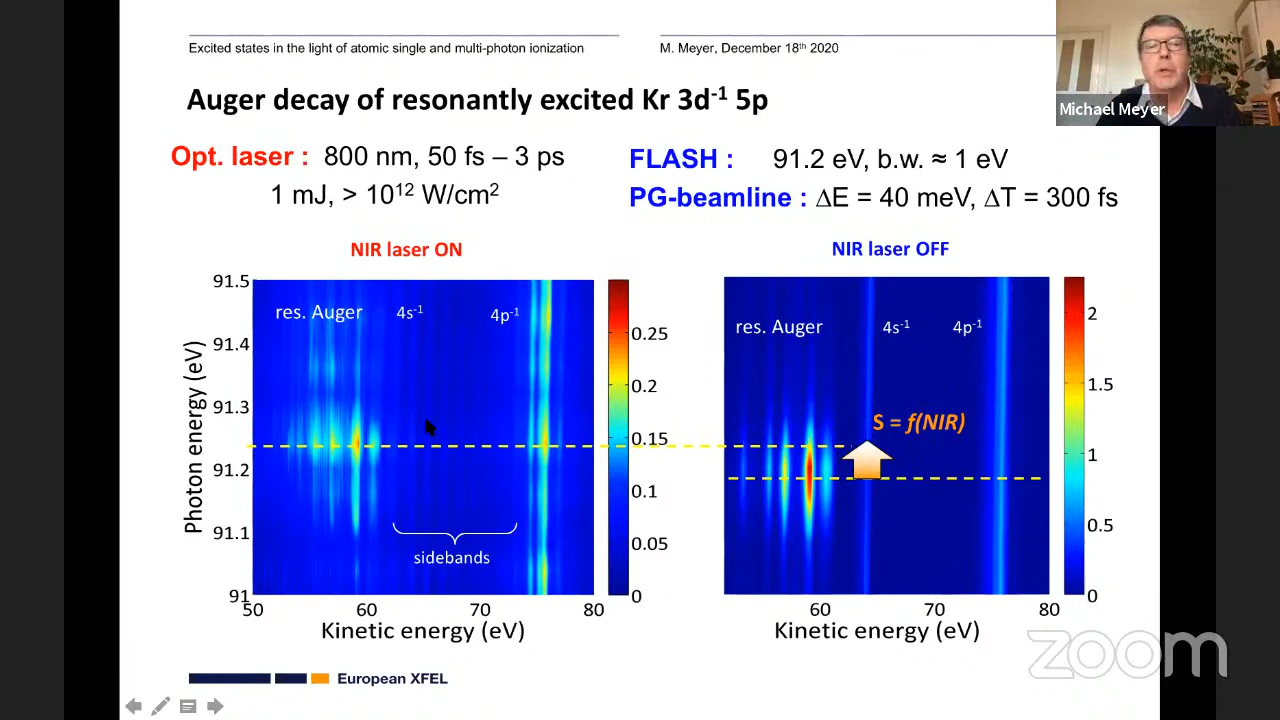 Excited states in the light of atomic single and multi-photon ionization
M. Meyer, December 18th 2020
Michael Meyer
Auger decay of resonantly excited Kr 3d-1 5p
Opt. laser : 800 nm, 50 fs – 3 ps
1 mJ, > 10¹² W/cm²
FLASH : 91.2 eV, b.w. ≈ 1 eV
PG-beamline : ΔE = 40 meV, ΔT = 300 fs
NIR laser ON
91.5
91.4
91.3
91.2
91.1
91
Photon energy (eV)
res. Auger 4s-1 4p-1
sidebands
50 60 70 80
Kinetic energy (eV)
0.25
0.2
0.15
0.1
0.05
0
NIR laser OFF
res. Auger 4s-1 4p-1
S = f(NIR)
60 70 80
Kinetic energy (eV)
2
1.5
1
0.5
0
European XFEL
zoom